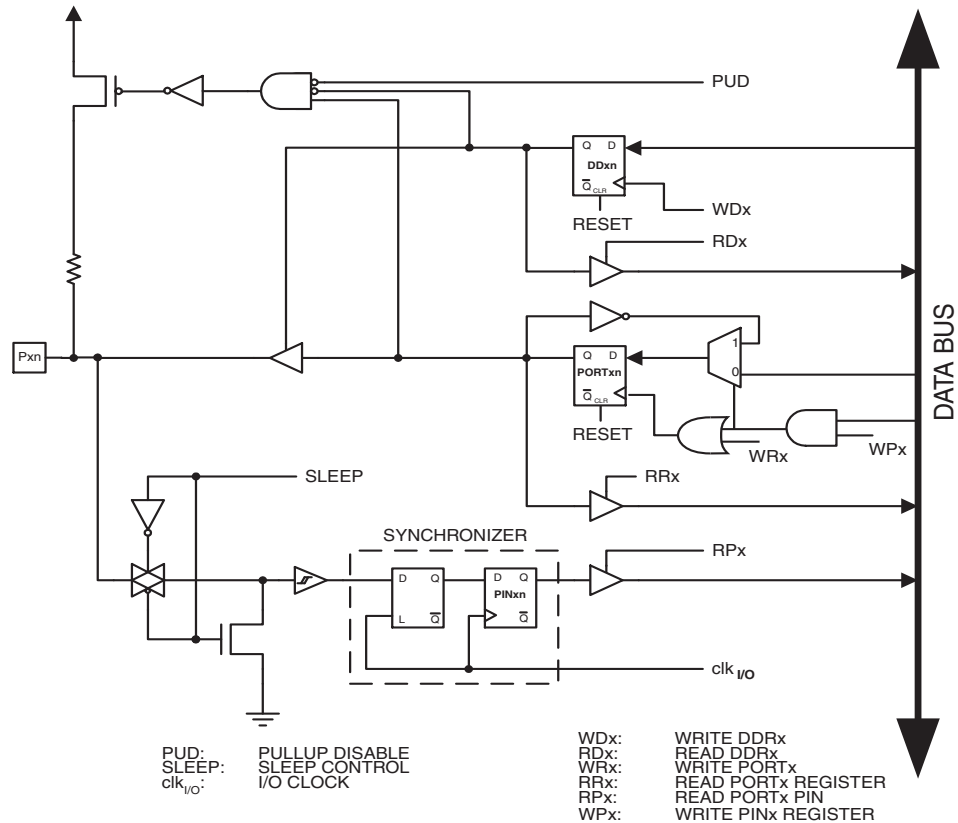 PUD
Q D
DDxn
Q CLR
WDx
RESET
RDx
Pxn
1
Q D
PORTxn
0
Q CLR
RESET
WRx
WPx
DATA BUS
SLEEP
RRx
SYNCHRONIZER
RPx
D Q
D Q
PINxn
L Q
Q
clk I/O
PUD: PULLUP DISABLE
SLEEP: SLEEP CONTROL
clkI/O: I/O CLOCK
WDx: WRITE DDRx
RDx: READ DDRx
WRx: WRITE PORTx
RRx: READ PORTx REGISTER
RPx: READ PORTx PIN
WPx: WRITE PINx REGISTER